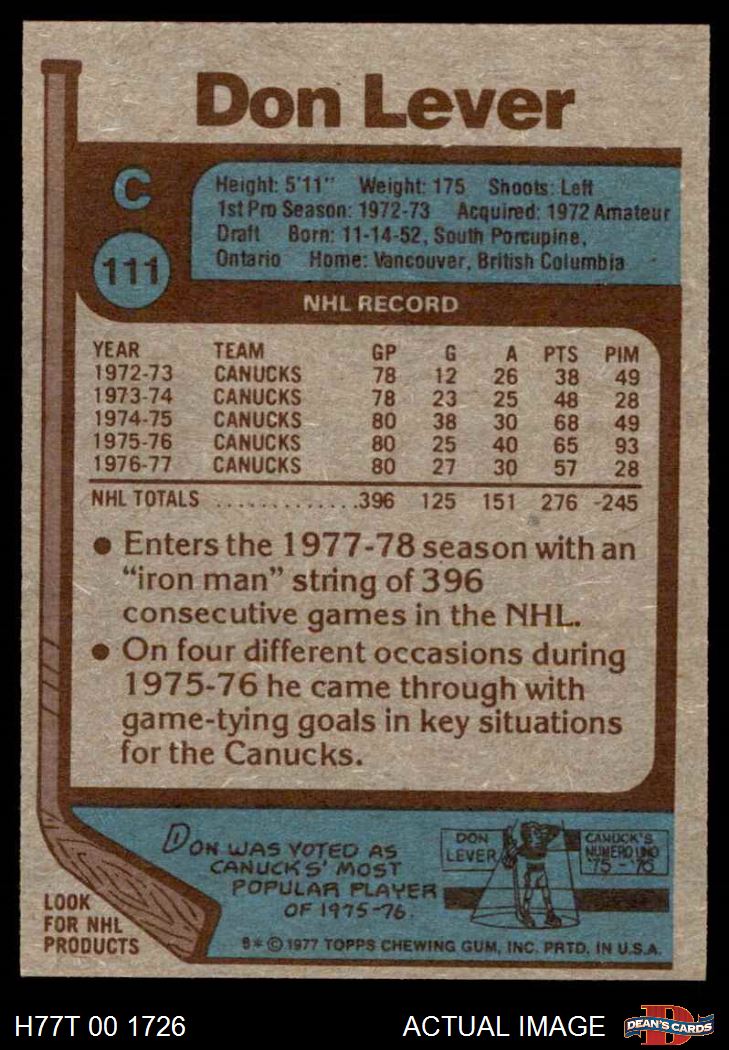 Don Lever
C
111
Height: 5'11" Weight: 175 Shoots: Left
1st Pro Season: 1972-73 Acquired: 1972 Amateur
Draft Born: 11-14-52, South Porcupine,
Ontario Home: Vancouver, British Columbia
NHL RECORD
YEAR TEAM GP G A PTS PIM
1972-73 CANUCKS 78 12 26 38 49
1973-74 CANUCKS 78 23 25 48 28
1974-75 CANUCKS 80 38 30 68 49
1975-76 CANUCKS 80 25 40 65 93
1976-77 CANUCKS 80 27 30 57 28
NHL TOTALS .............396 125 151 276 -245
• Enters the 1977-78 season with an
"iron man" string of 396
consecutive games in the NHL.
• On four different occasions during
1975-76 he came through with
game-tying goals in key situations
for the Canucks.
DON WAS VOTED AS
CANUCKS' MOST
POPULAR PLAYER
OF 1975-76.
DON
LEVER
CANUCK'S
NUMERO UNO
'75-'76
LOOK
FOR NHL
PRODUCTS
8* © 1977 TOPPS CHEWING GUM, INC. PRTD. IN U.S.A.
H77T 00 1726 ACTUAL IMAGE
D
DEAN'S CARDS